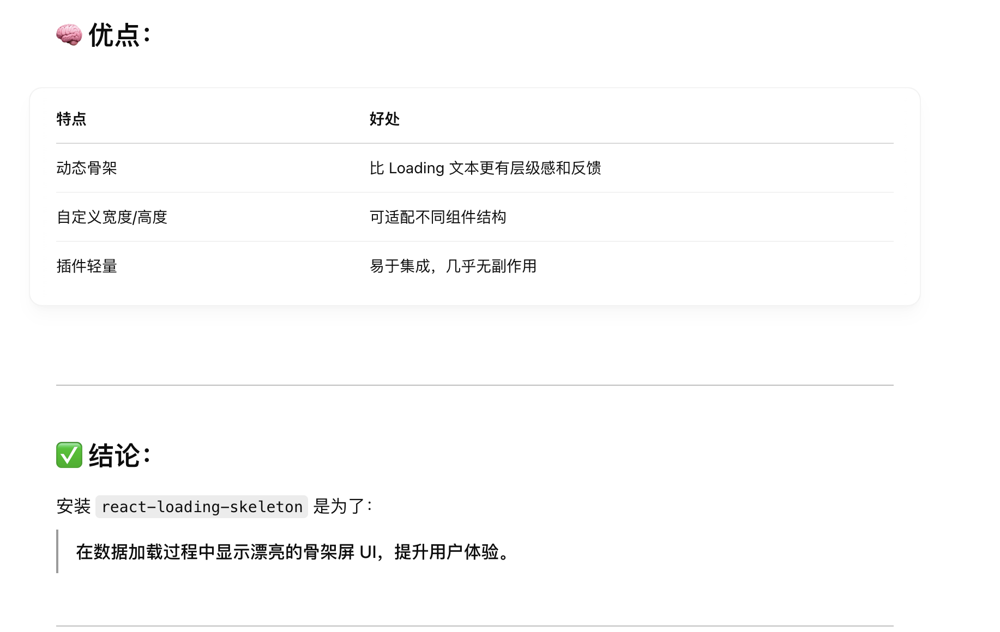 🧠 优点：
特点 好处
动态骨架 比 Loading 文本更有层级感和反馈
自定义宽度/高度 可适配不同组件结构
插件轻量 易于集成，几乎无副作用
✅ 结论：
安装 react-loading-skeleton 是为了：
在数据加载过程中显示漂亮的骨架屏 UI，提升用户体验。